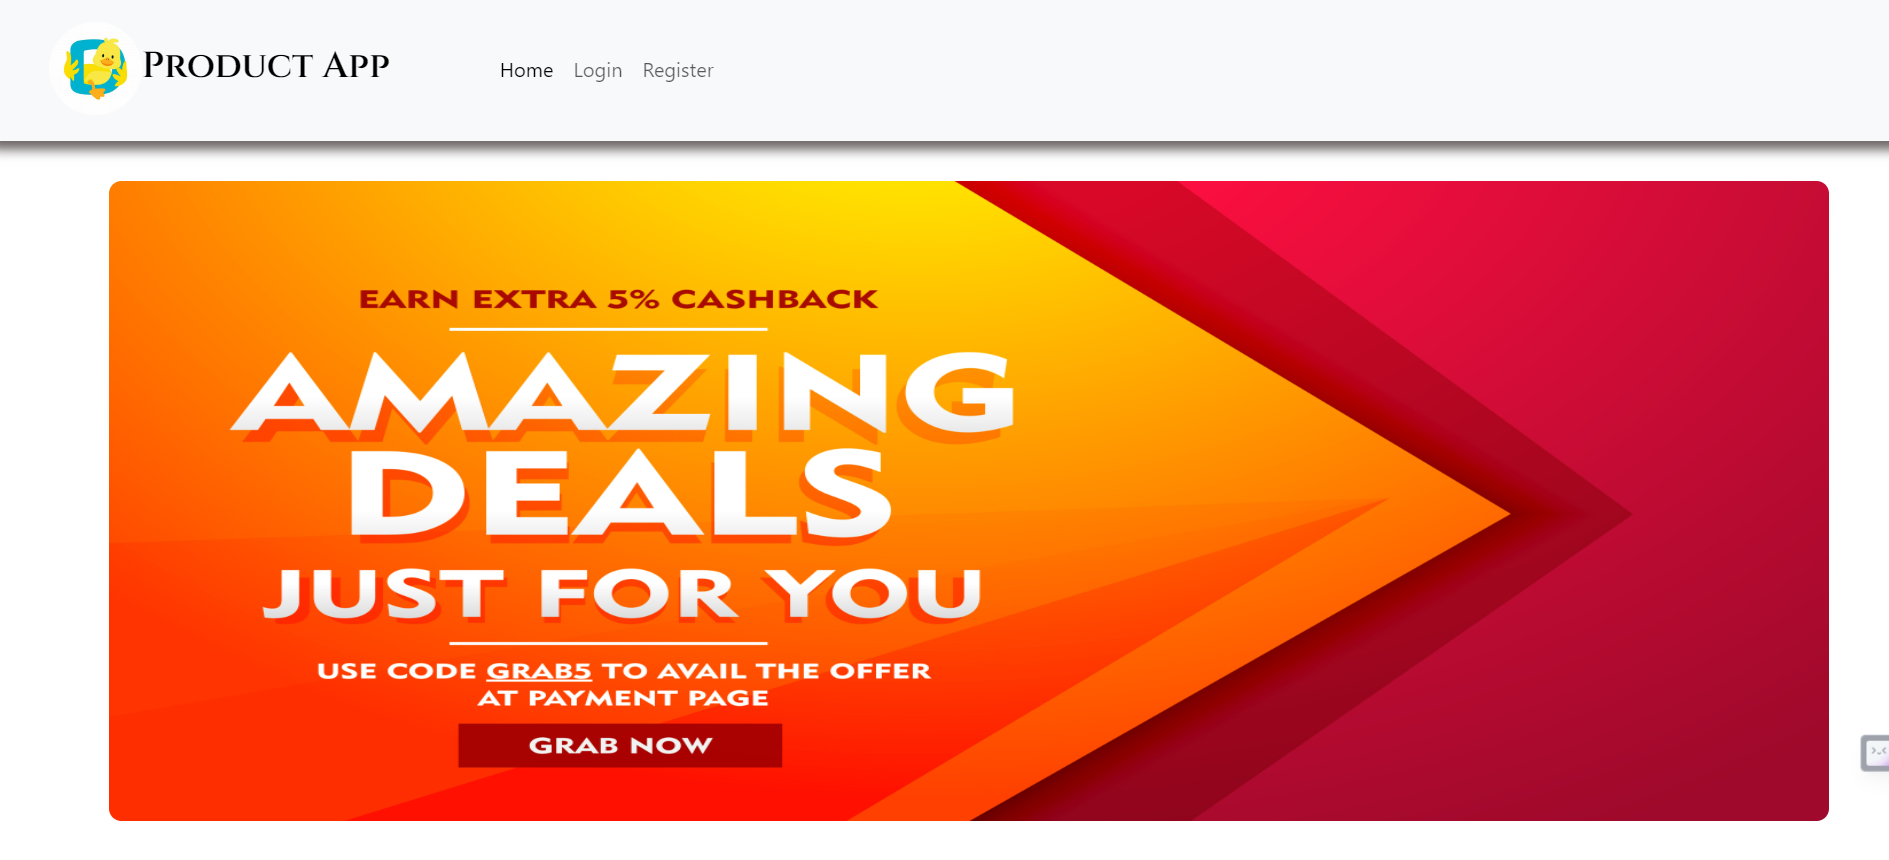 Product App
Home Login Register
EARN EXTRA 5% CASHBACK
AMAZING
DEALS
JUST FOR YOU
USE CODE GRAB5 TO AVAIL THE OFFER
AT PAYMENT PAGE
GRAB NOW